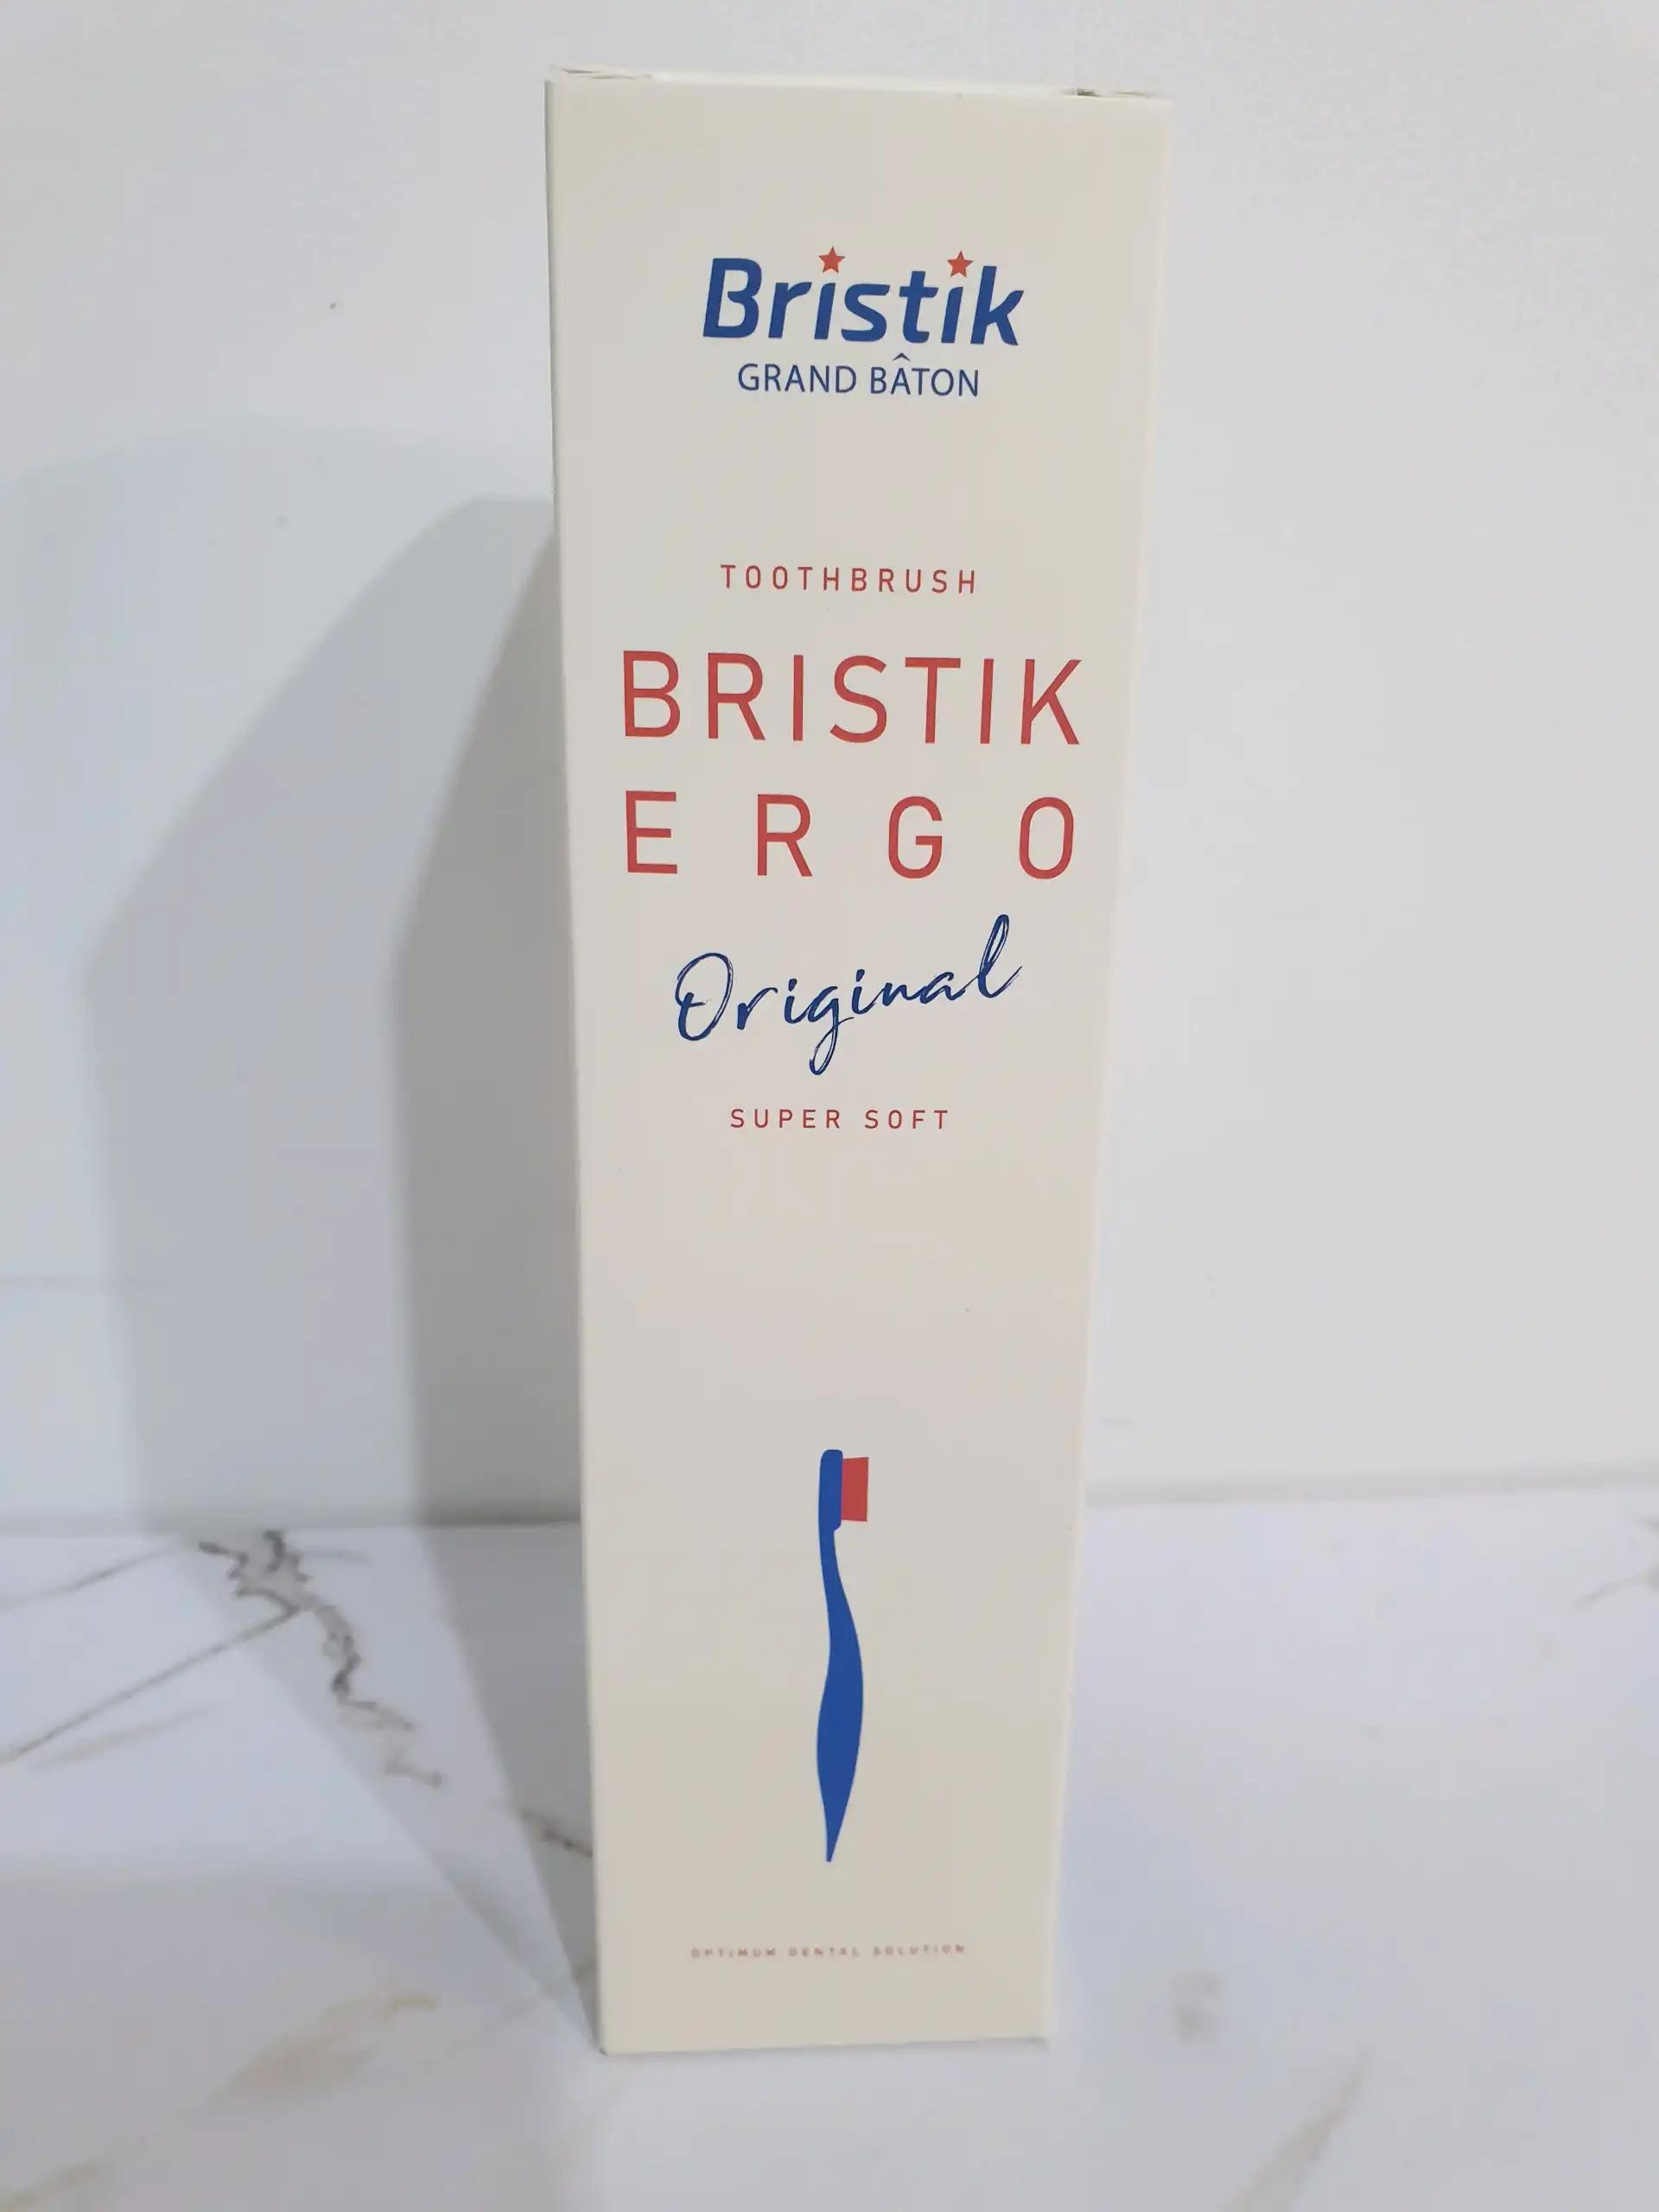 Bristik
GRAND BÂTON
TOOTHBRUSH
BRISTIK
ERGO
Original
SUPER SOFT
OPTIMUM DENTAL SOLUTION